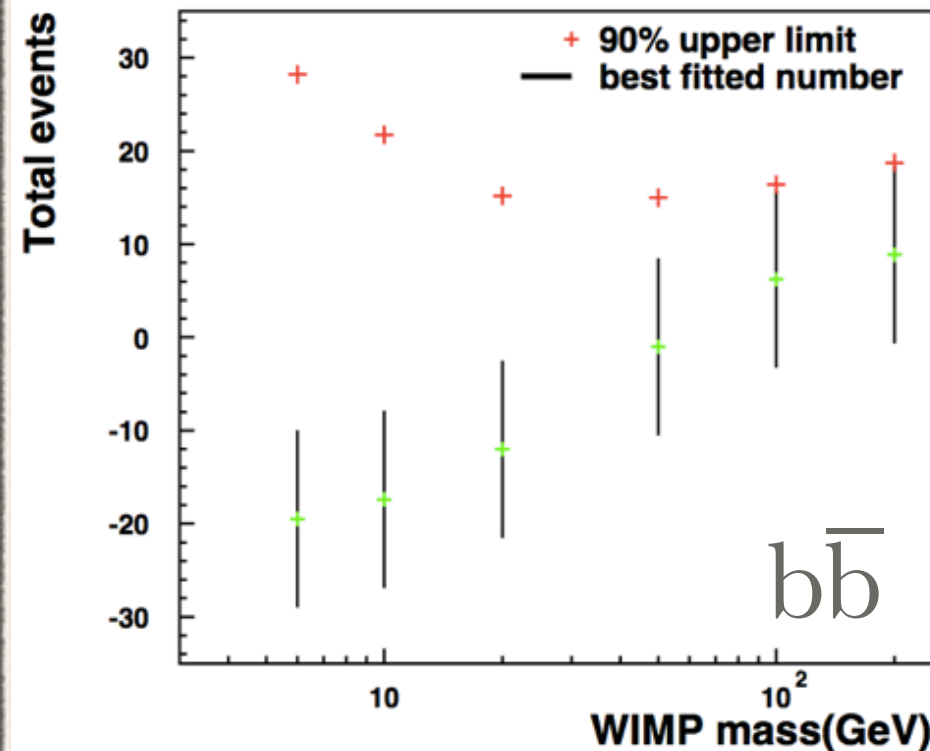 Total events
30
20
10
0
-10
-20
-30
+ 90% upper limit
best fitted number
bb̅
10
10²
WIMP mass(GeV)